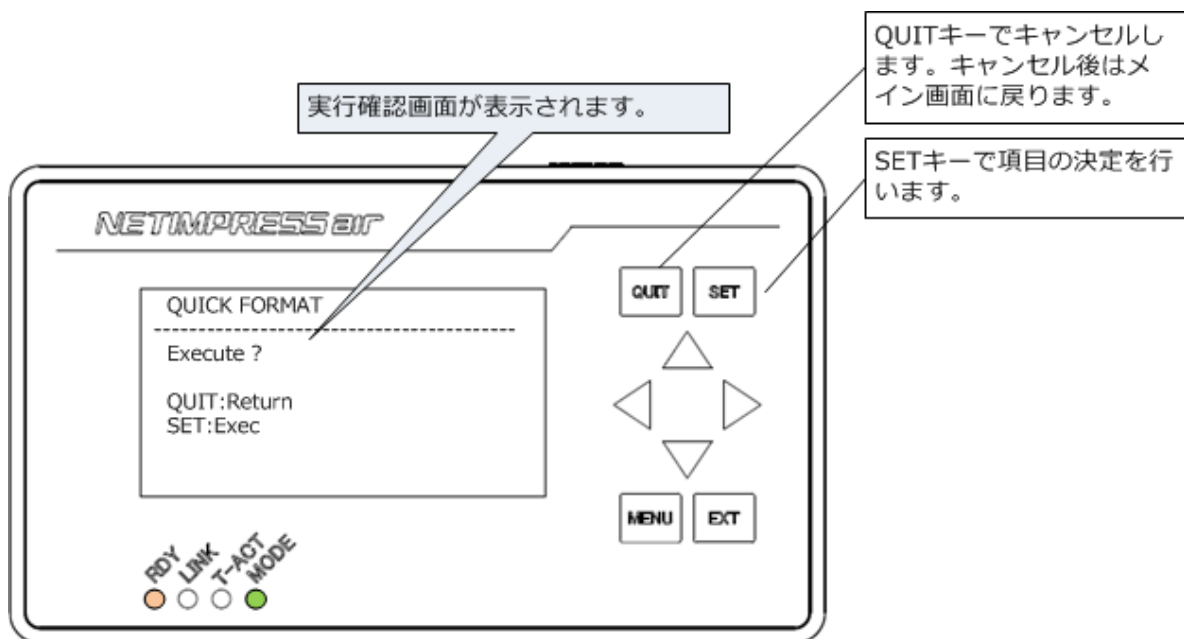 QUITキーでキャンセルし
ます。キャンセル後はメ
イン画面に戻ります。
実行確認画面が表示されます。
SETキーで項目の決定を行
います。
NETIMPRESS air
QUIT
SET
QUICK FORMAT
--------------------------------------
Execute ?
QUIT:Return
SET:Exec
MENU
EXT
RDY
LINK
T-ACT
MODE